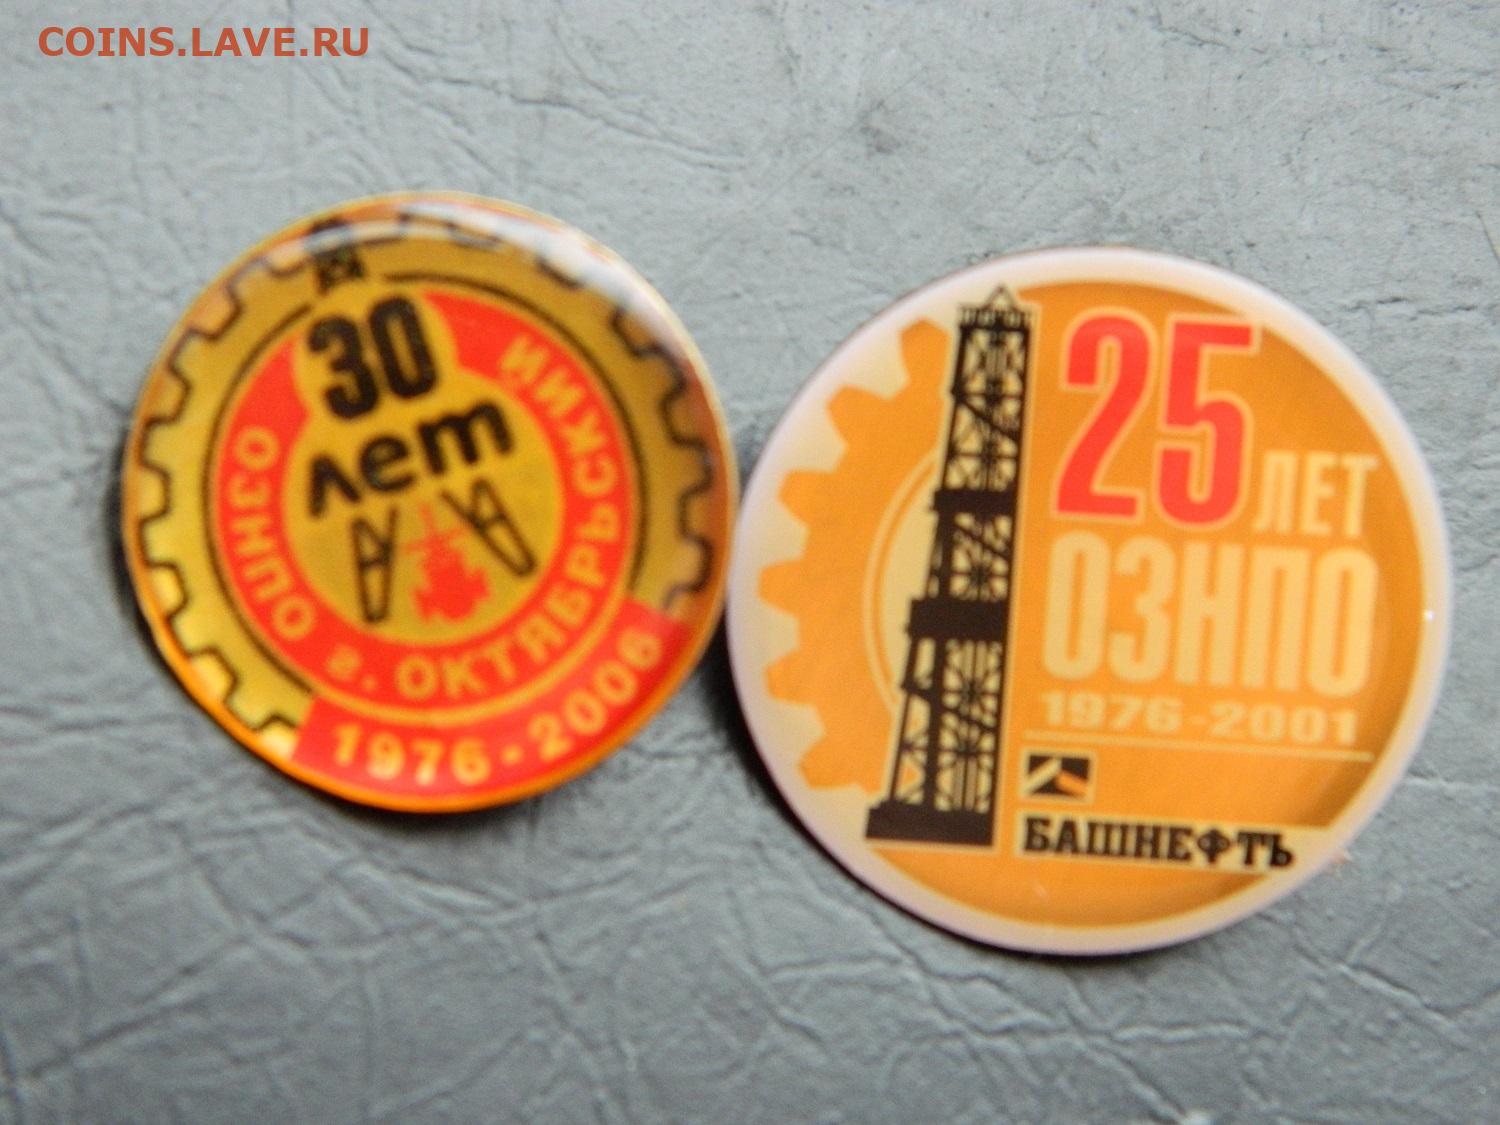 COINS.LAVE.RU
30
лет
ОЗНПО г. ОКТЯБРЬСКИЙ
1976-2006
25 ЛЕТ
ОЗНПО
1976-2001
БАШНЕФТЬ